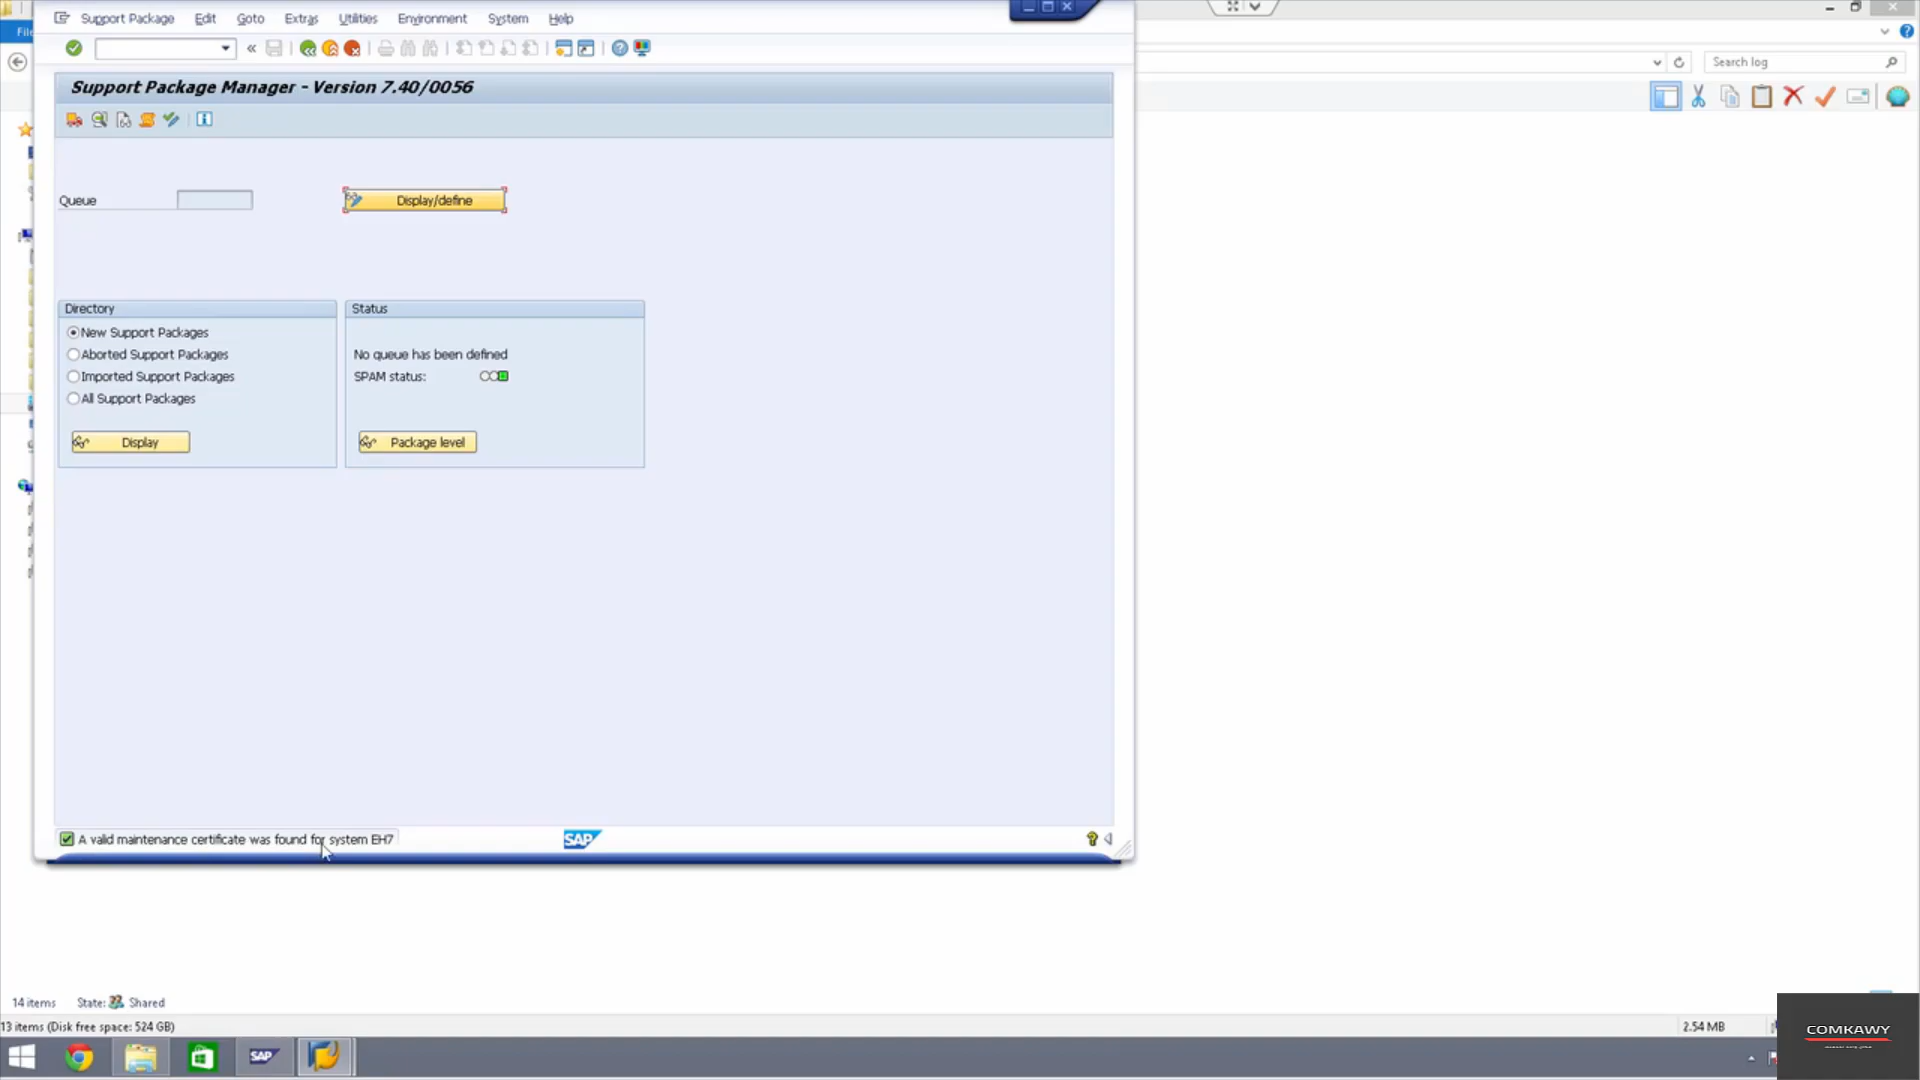 Support Package Edit Goto Extras Utilities Environment System Help
File
Search log
Support Package Manager - Version 7.40/0056
Queue
Display/define
Directory
Status
New Support Packages
No queue has been defined
Aborted Support Packages
SPAM status:
Imported Support Packages
All Support Packages
Display
Package level
A valid maintenance certificate was found for system EH7
SAP
14 items State: Shared
13 items (Disk free space: 524 GB)
2.54 MB
COMKAWY
SAP